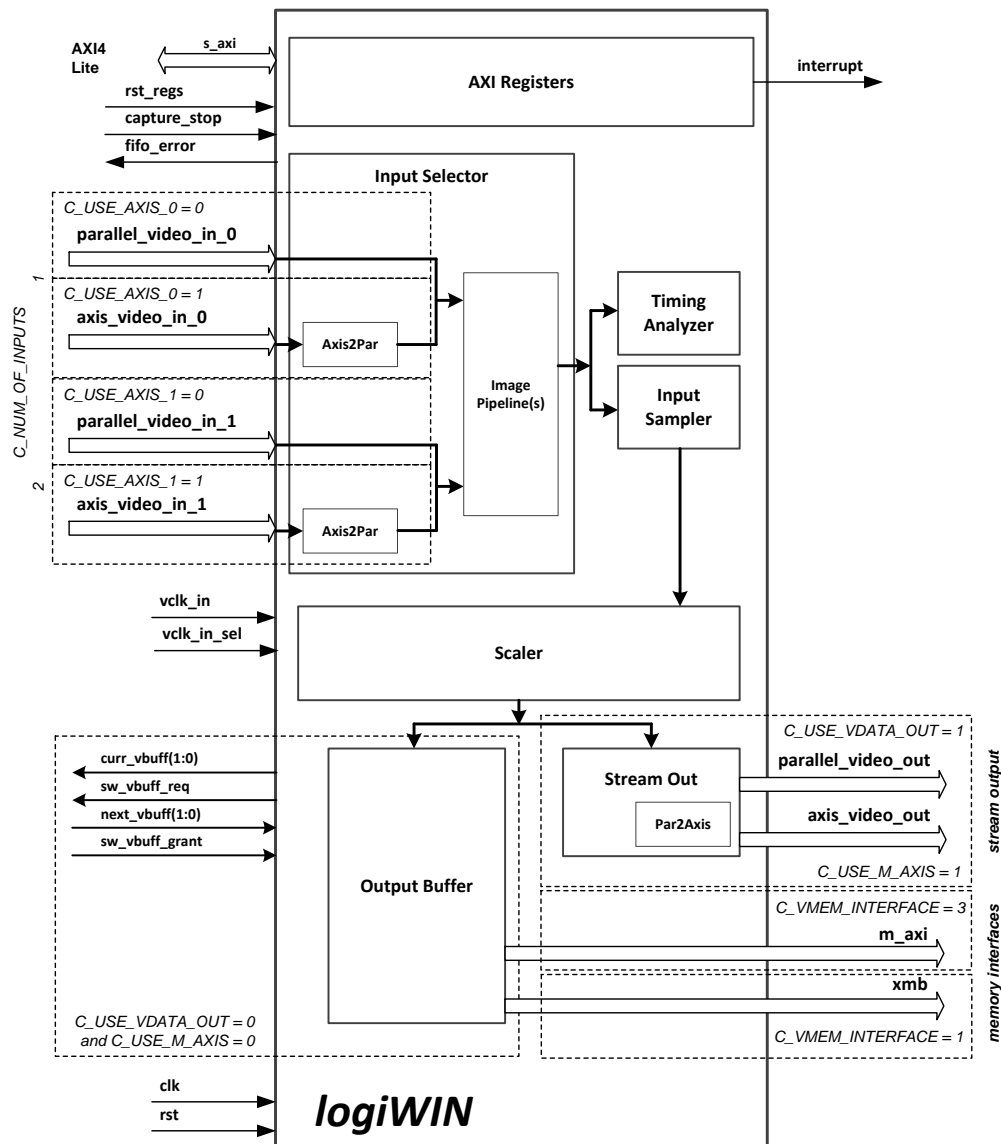 AXI4
Lite
s_axi
AXI Registers
interrupt
rst_regs
capture_stop
fifo_error
Input Selector
C_NUM_OF_INPUTS
1
2
C_USE_AXIS_0 = 0
parallel_video_in_0
C_USE_AXIS_0 = 1
axis_video_in_0
Axis2Par
C_USE_AXIS_1 = 0
parallel_video_in_1
C_USE_AXIS_1 = 1
axis_video_in_1
Axis2Par
Image
Pipeline(s)
Timing
Analyzer
Input
Sampler
vclk_in
vclk_in_sel
Scaler
curr_vbuff(1:0)
sw_vbuff_req
next_vbuff(1:0)
sw_vbuff_grant
Output Buffer
C_USE_VDATA_OUT = 0
and C_USE_M_AXIS = 0
Stream Out
Par2Axis
C_USE_VDATA_OUT = 1
parallel_video_out
axis_video_out
C_USE_M_AXIS = 1
stream output
C_VMEM_INTERFACE = 3
m_axi
xmb
C_VMEM_INTERFACE = 1
memory interfaces
clk
rst
logiWIN